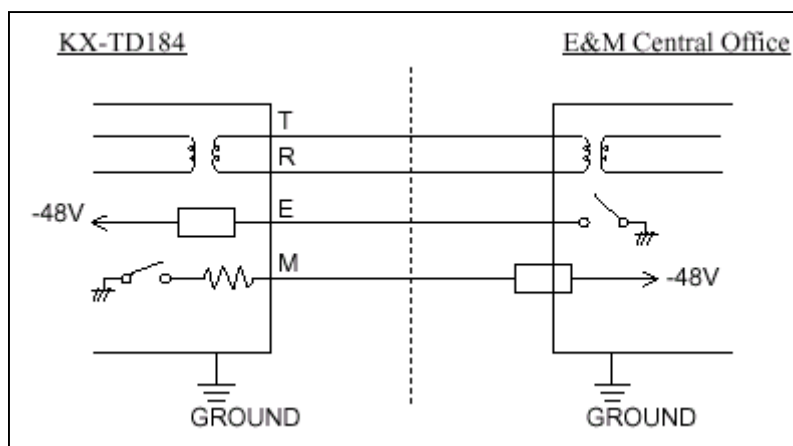 KX-TD184
E&M Central Office
T
R
-48V
E
M
-48V
GROUND
GROUND